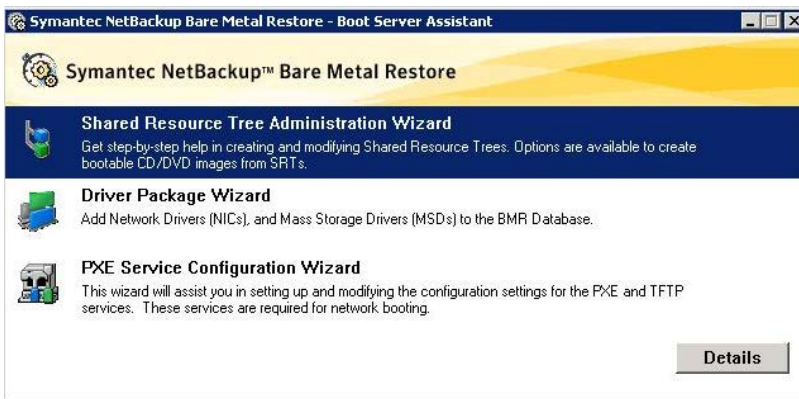 Symantec NetBackup Bare Metal Restore - Boot Server Assistant
Symantec NetBackup™ Bare Metal Restore
Shared Resource Tree Administration Wizard
Get step-by-step help in creating and modifying Shared Resource Trees. Options are available to create
bootable CD/DVD images from SRTs.
Driver Package Wizard
Add Network Drivers (NICs), and Mass Storage Drivers (MSDs) to the BMR Database.
PXE Service Configuration Wizard
This wizard will assist you in setting up and modifying the configuration settings for the PXE and TFTP
services. These services are required for network booting.
Details